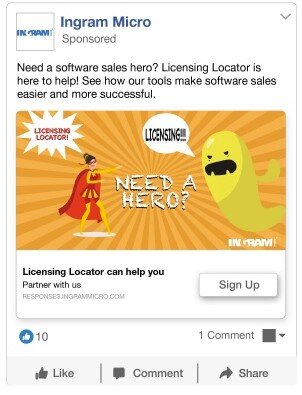 Ingram Micro
INGRAM
Sponsored
Need a software sales hero? Licensing Locator is
here to help! See how our tools make software sales
easier and more successful.
LICENSING
LOCATOR!
LICENSING!!!
NEED A
HERO?
INGRAM
Licensing Locator can help you
Partner with us
RESPONSES.INGRAMMICRO.COM
Sign Up
10
1 Comment
Like
Comment
Share